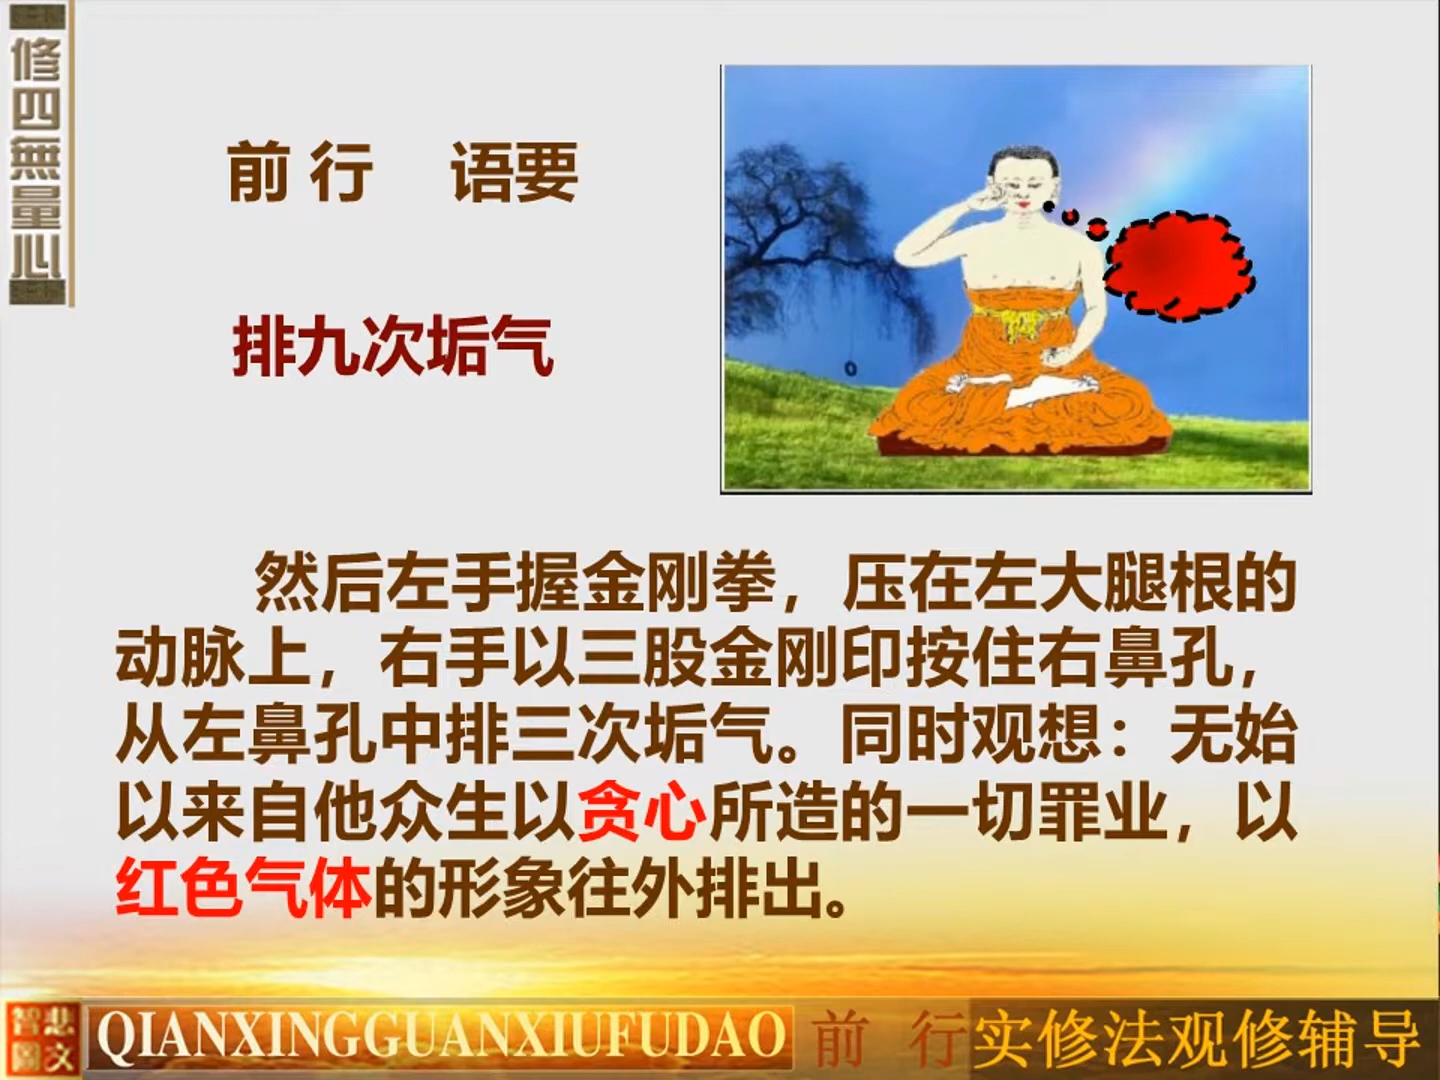 修四無量心
前行 语要
排九次垢气
然后左手握金刚拳，压在左大腿根的
动脉上，右手以三股金刚印按住右鼻孔，
从左鼻孔中排三次垢气。同时观想：无始
以来自他众生以贪心所造的一切罪业，以
红色气体的形象往外排出。
智悲
圖文
QIANXINGGUANXIUFUDAO 前 行 实修法观修辅导